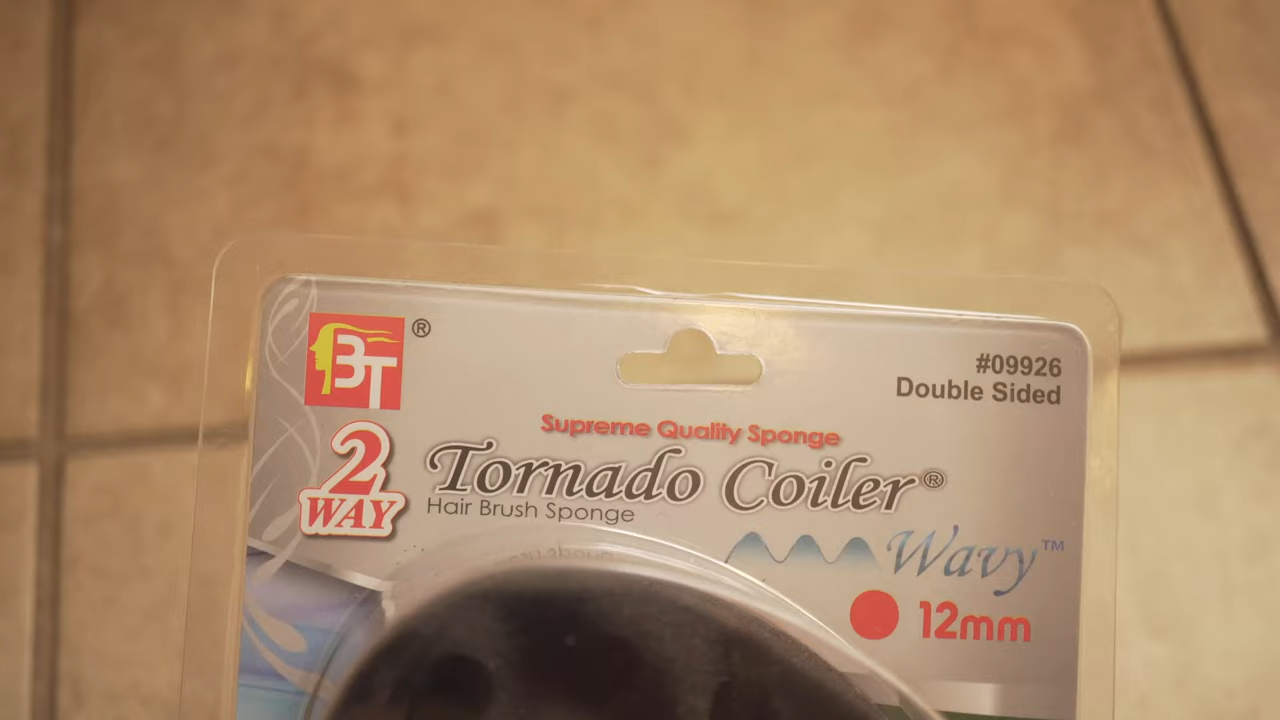 BT®
#09926
Double Sided
Supreme Quality Sponge
2
WAY
Tornado Coiler®
Hair Brush Sponge
Wavy™
12mm